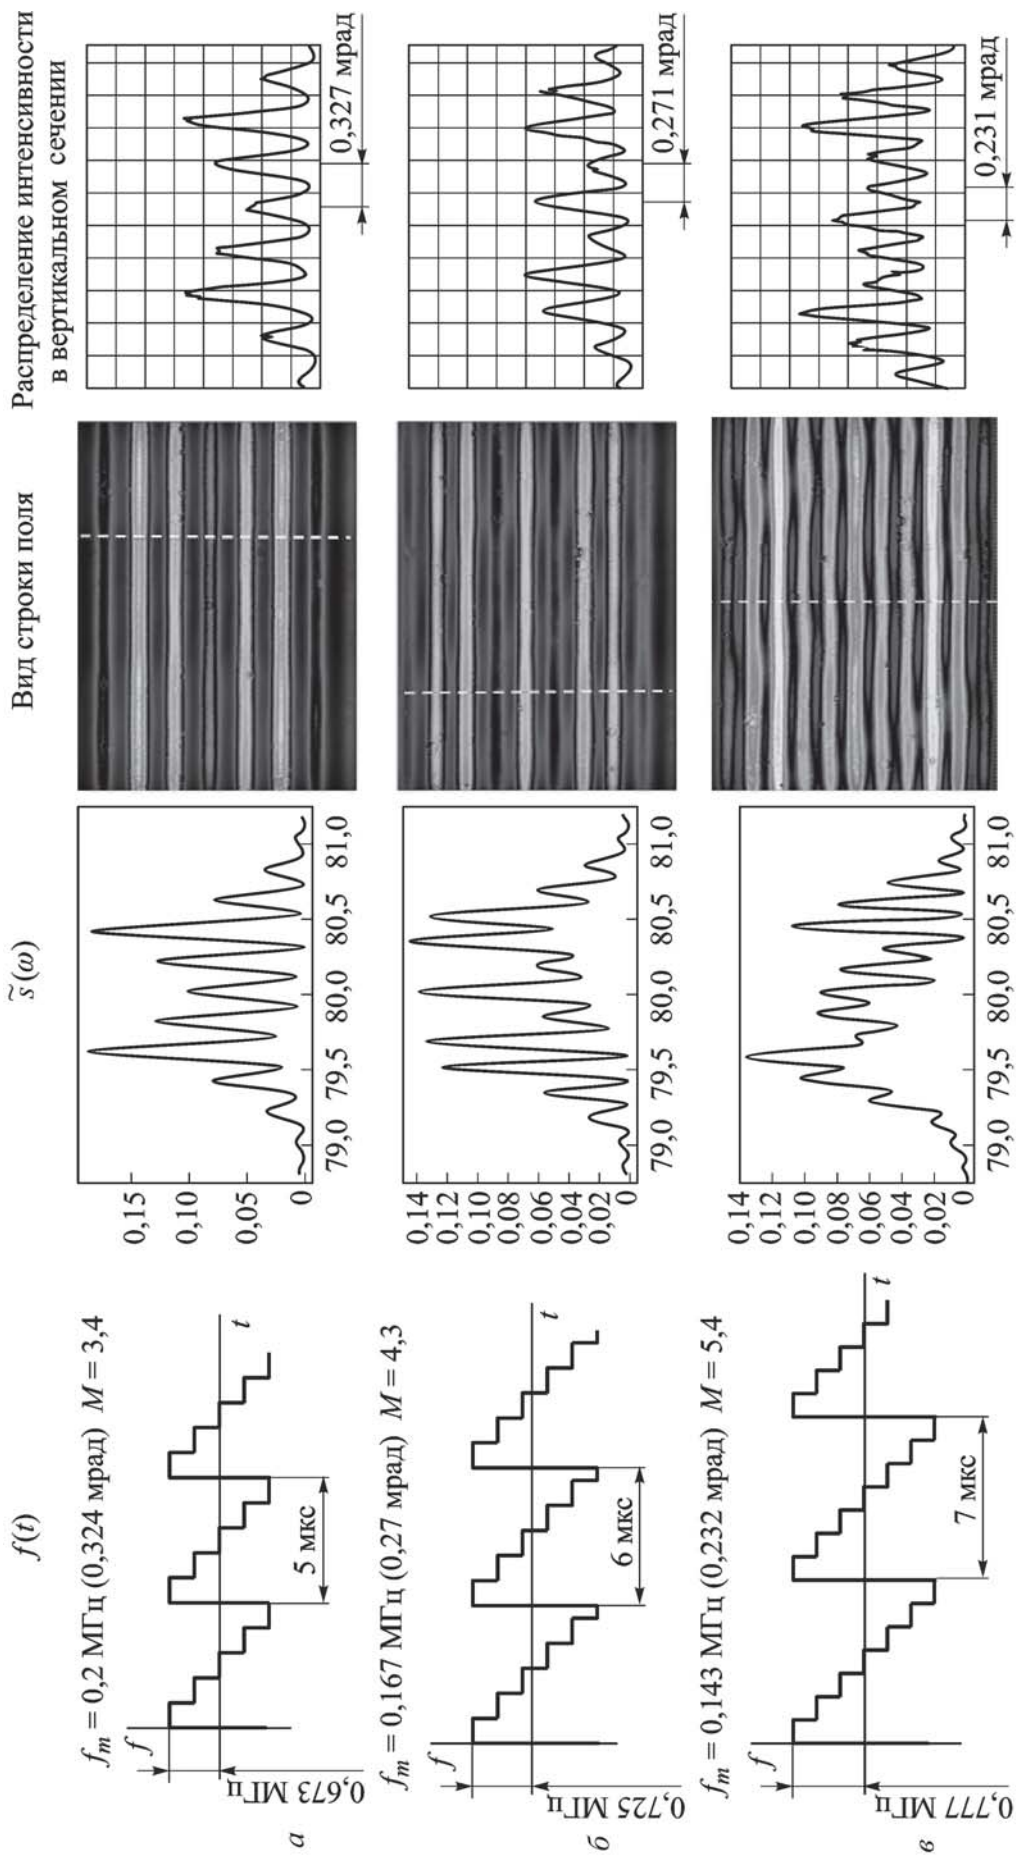 f(t)
s̃(ω)
Вид строки поля
Распределение интенсивности
в вертикальном сечении
а
f_m = 0,2 МГц (0,324 мрад) M = 3,4
f
0,673 МГц
5 мкс
t
0,15
0,10
0,05
0
79,0 79,5 80,0 80,5 81,0
0,327 мрад
б
f_m = 0,167 МГц (0,27 мрад) M = 4,3
f
0,725 МГц
6 мкс
t
0,14
0,12
0,10
0,08
0,06
0,04
0,02
0
79,0 79,5 80,0 80,5 81,0
0,271 мрад
в
f_m = 0,143 МГц (0,232 мрад) M = 5,4
f
0,777 МГц
7 мкс
t
0,14
0,12
0,10
0,08
0,06
0,04
0,02
0
79,0 79,5 80,0 80,5 81,0
0,231 мрад